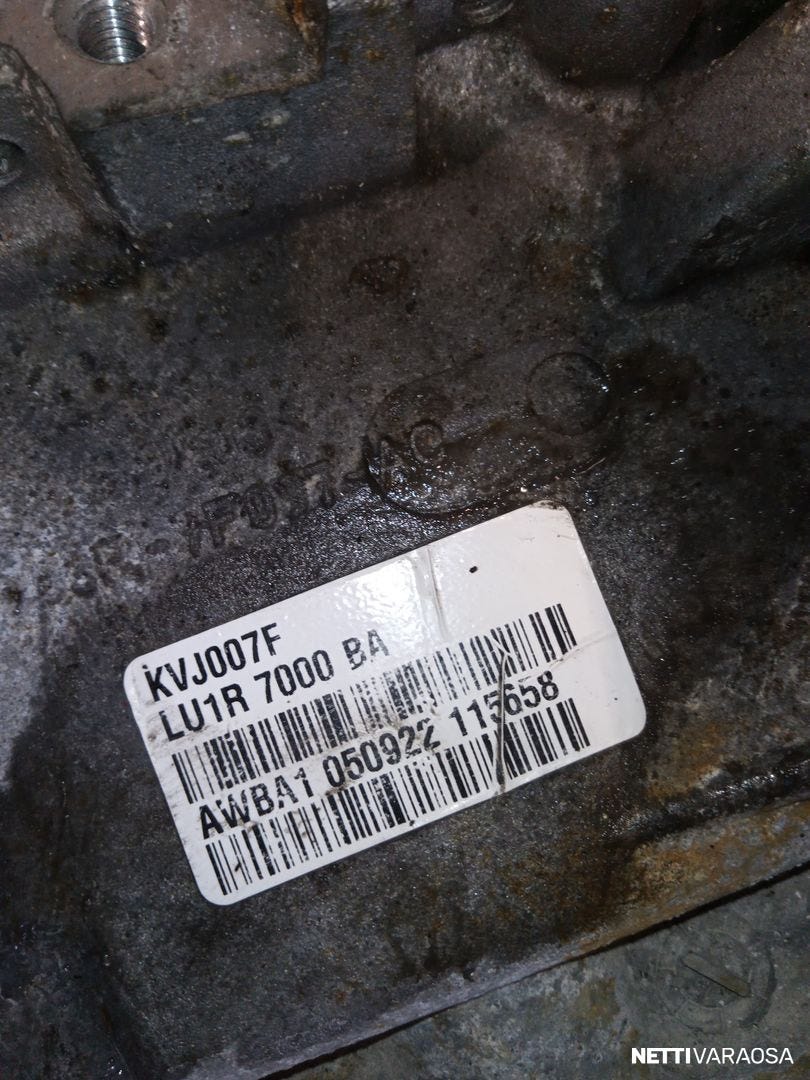 KVJ007F
LU1R 7000 BA
AWBA1 050922 115658
NETTIVARAOSA